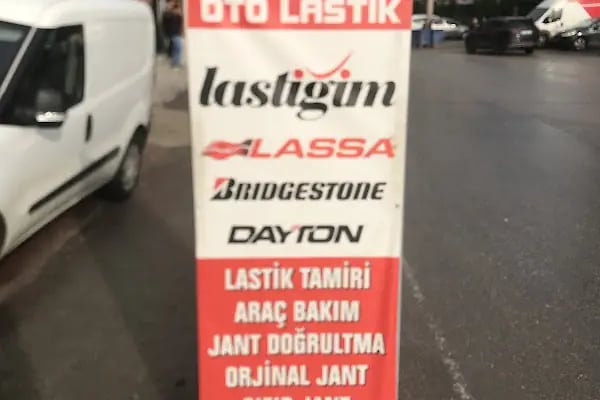 OTO LASTİK
lastiğim
LASSA
BRIDGESTONE
DAYTON
LASTİK TAMİRİ
ARAÇ BAKIM
JANT DOĞRULTMA
ORJİNAL JANT